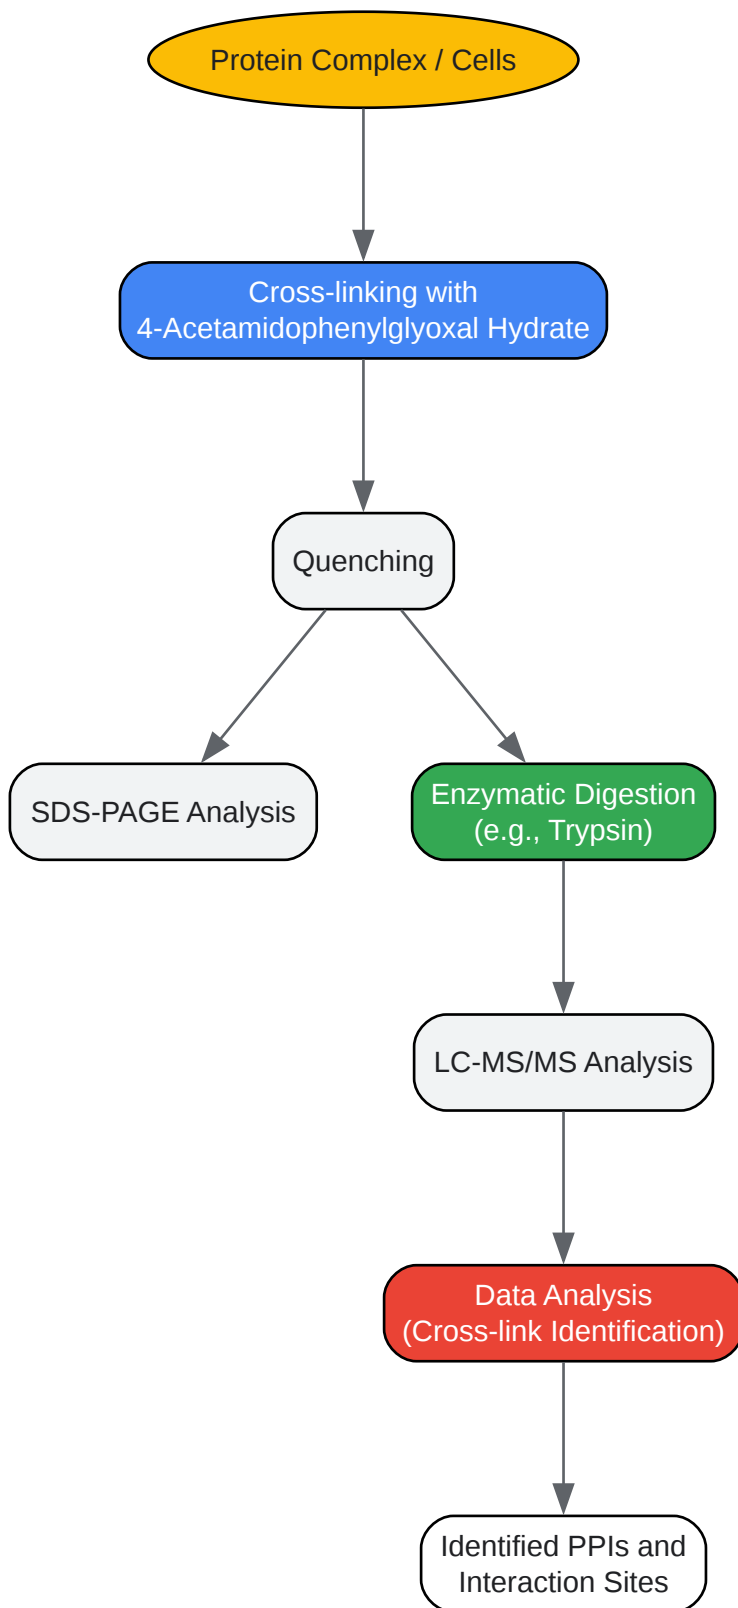 Protein Complex / Cells
Cross-linking with
4-Acetamidophenylglyoxal Hydrate
Quenching
SDS-PAGE Analysis
Enzymatic Digestion
(e.g., Trypsin)
LC-MS/MS Analysis
Data Analysis
(Cross-link Identification)
Identified PPIs and
Interaction Sites